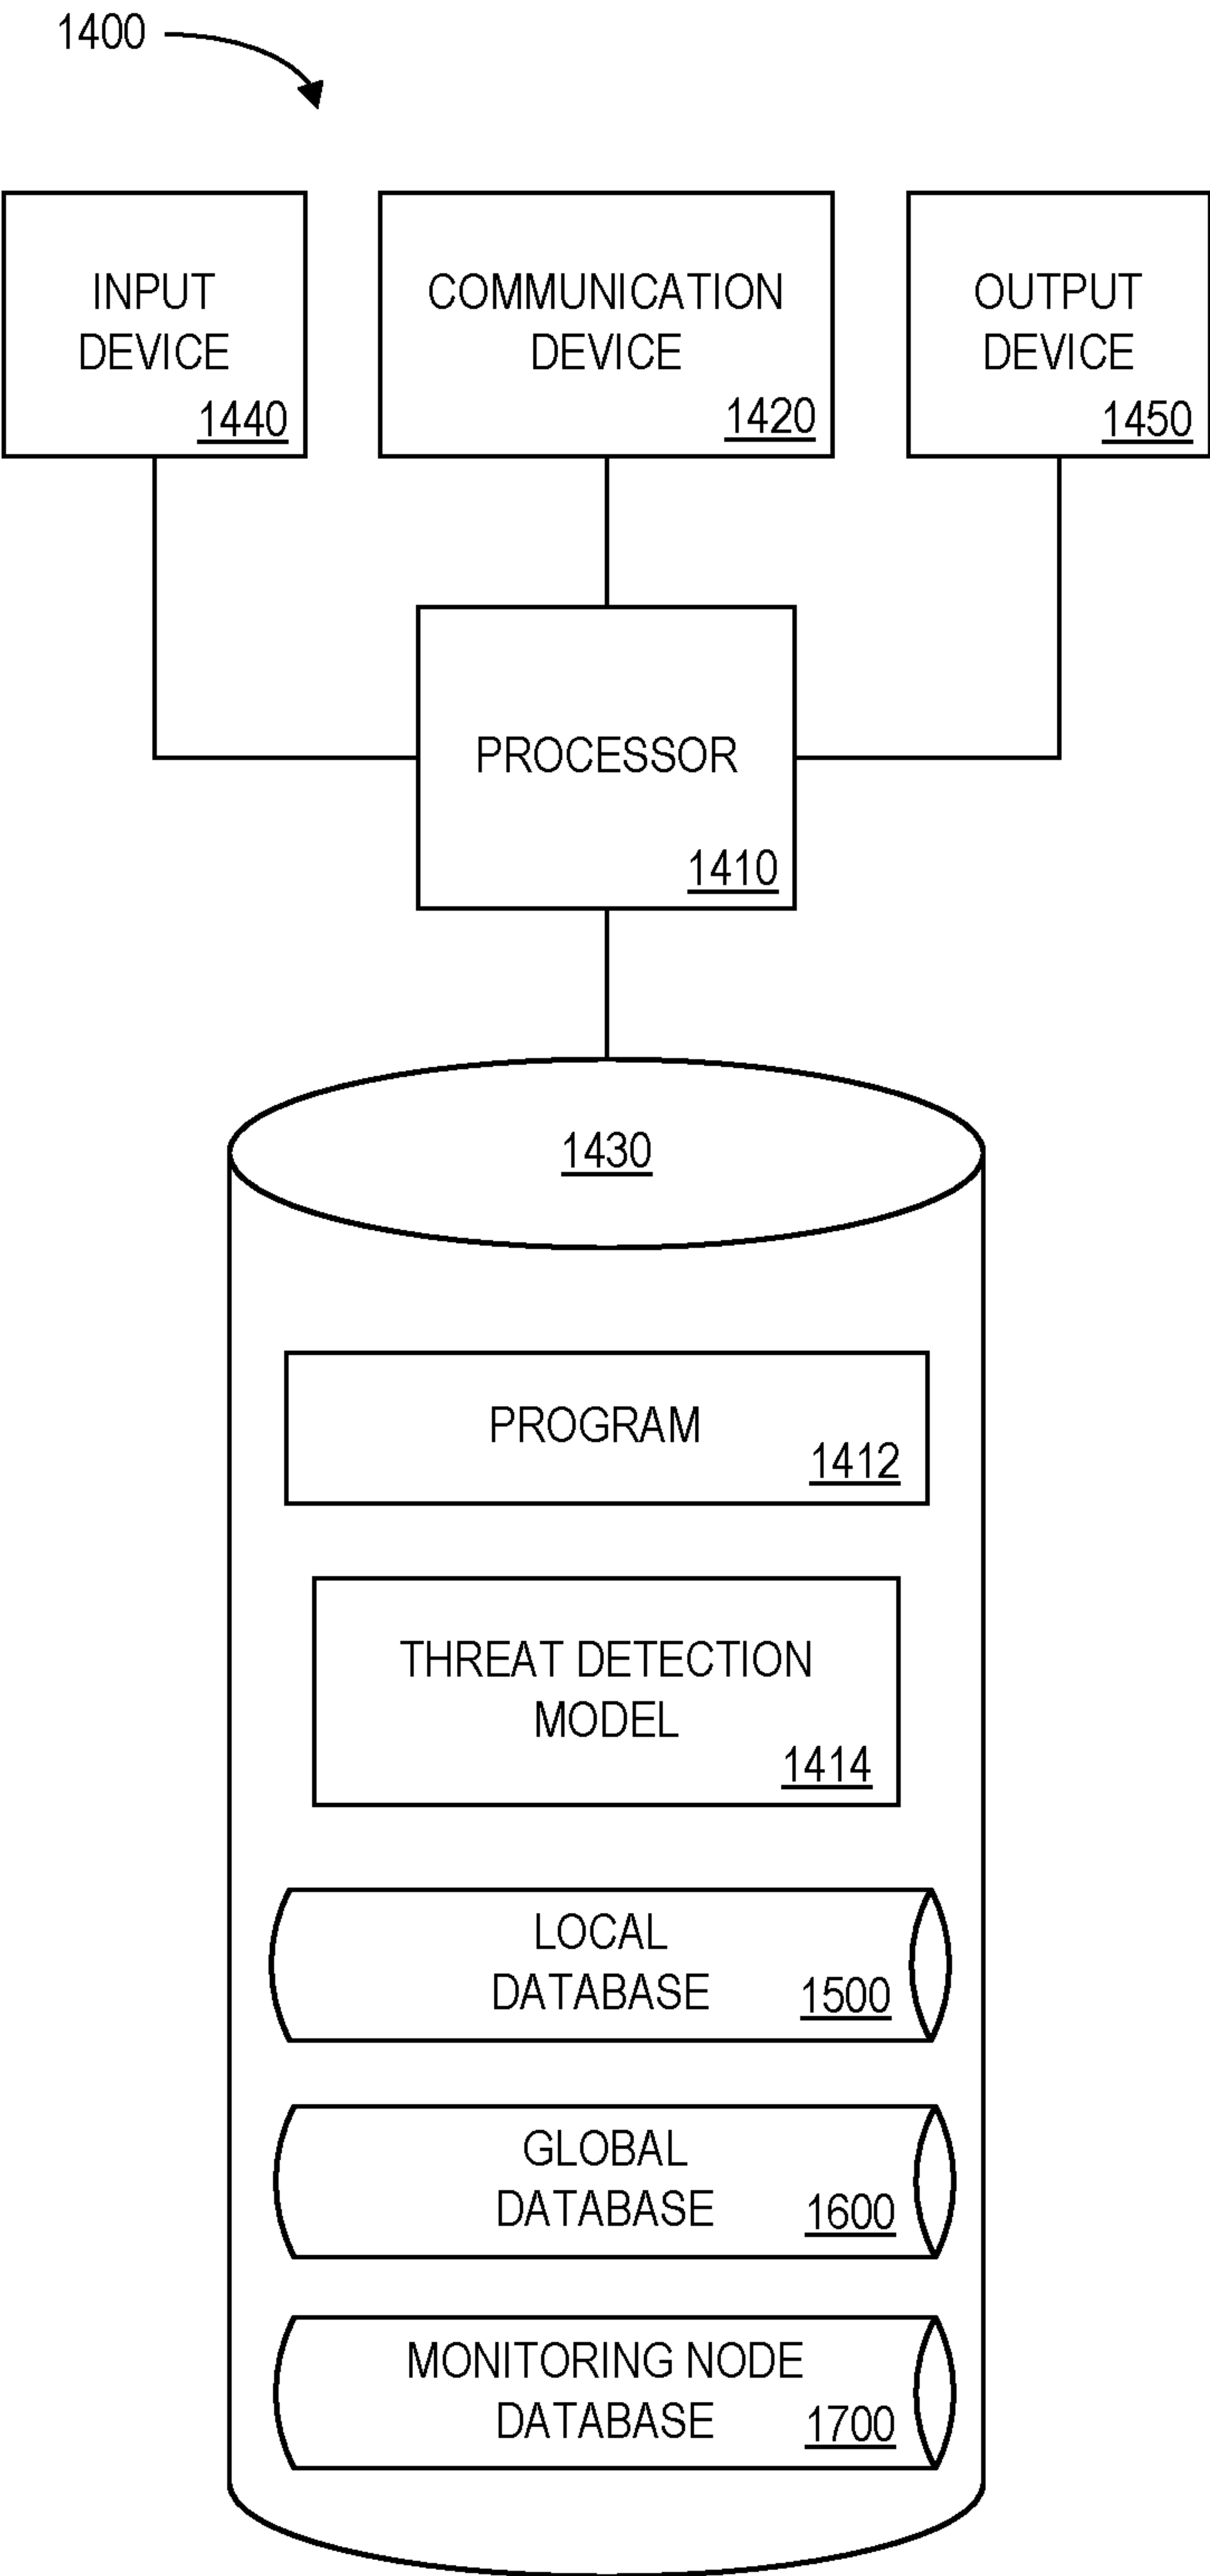 1400
INPUT
DEVICE
1440
COMMUNICATION
DEVICE
1420
OUTPUT
DEVICE
1450
PROCESSOR
1410
1430
PROGRAM
1412
THREAT DETECTION
MODEL
1414
LOCAL
DATABASE
1500
GLOBAL
DATABASE
1600
MONITORING NODE
DATABASE
1700